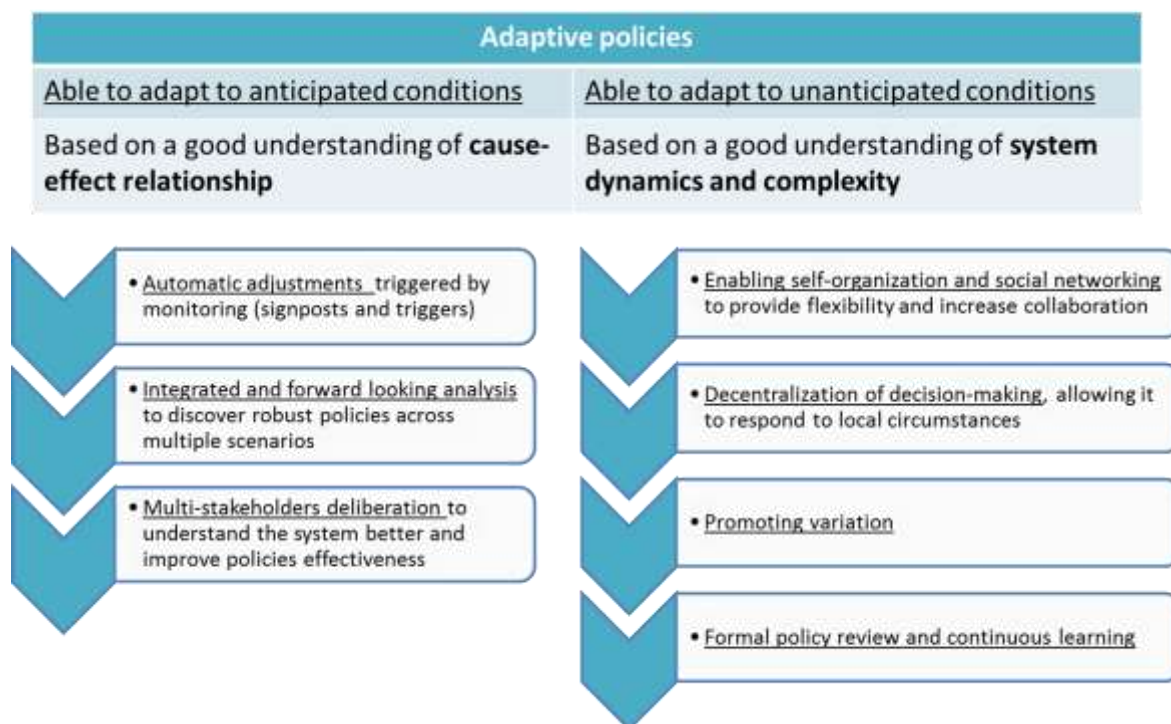 Adaptive policies
Able to adapt to anticipated conditions
Able to adapt to unanticipated conditions
Based on a good understanding of cause-
effect relationship
Based on a good understanding of system
dynamics and complexity
• Automatic adjustments triggered by
monitoring (signposts and triggers)
• Integrated and forward looking analysis
to discover robust policies across
multiple scenarios
• Multi-stakeholders deliberation to
understand the system better and
improve policies effectiveness
• Enabling self-organization and social networking
to provide flexibility and increase collaboration
• Decentralization of decision-making, allowing it
to respond to local circumstances
• Promoting variation
• Formal policy review and continuous learning